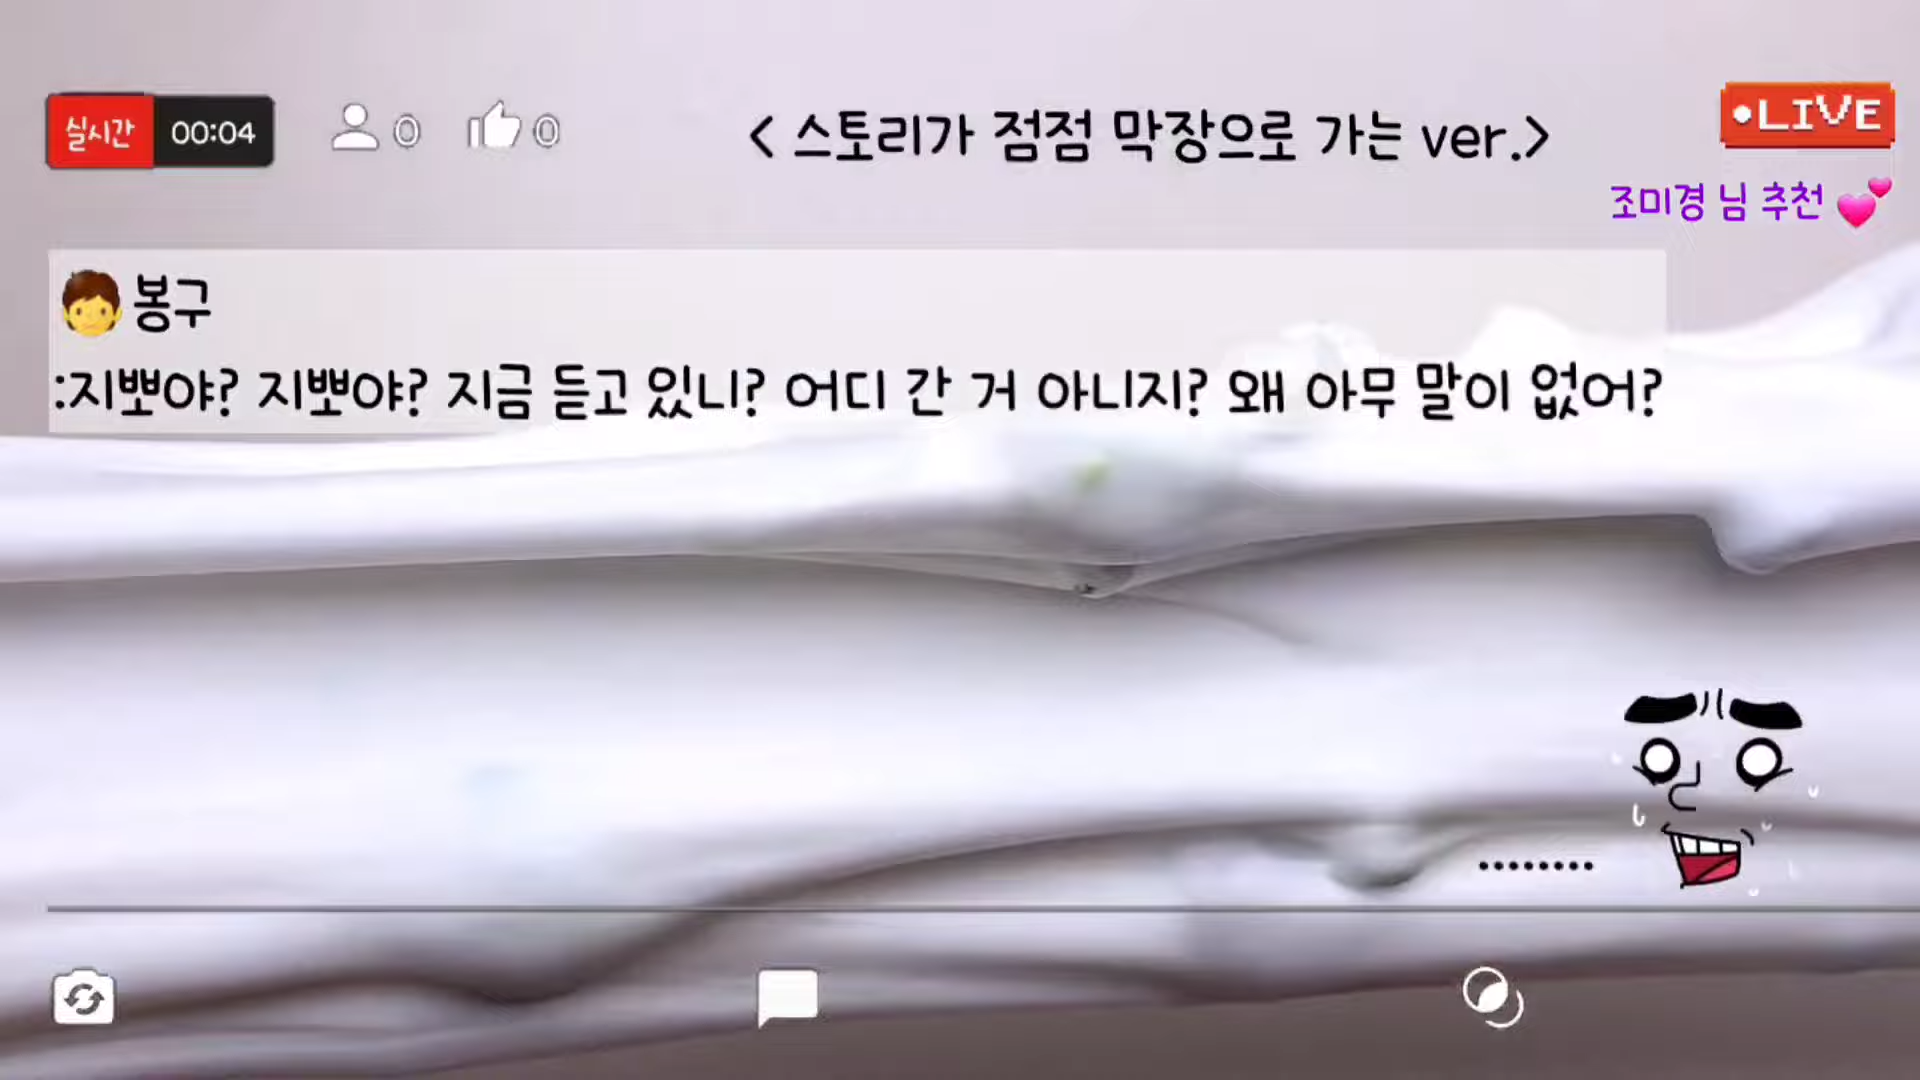 실시간 00:04 0 0
< 스토리가 점점 막장으로 가는 ver.>
LIVE
조미경 님 추천
봉구
:지뽀야? 지뽀야? 지금 듣고 있니? 어디 간 거 아니지? 왜 아무 말이 없어?
.........